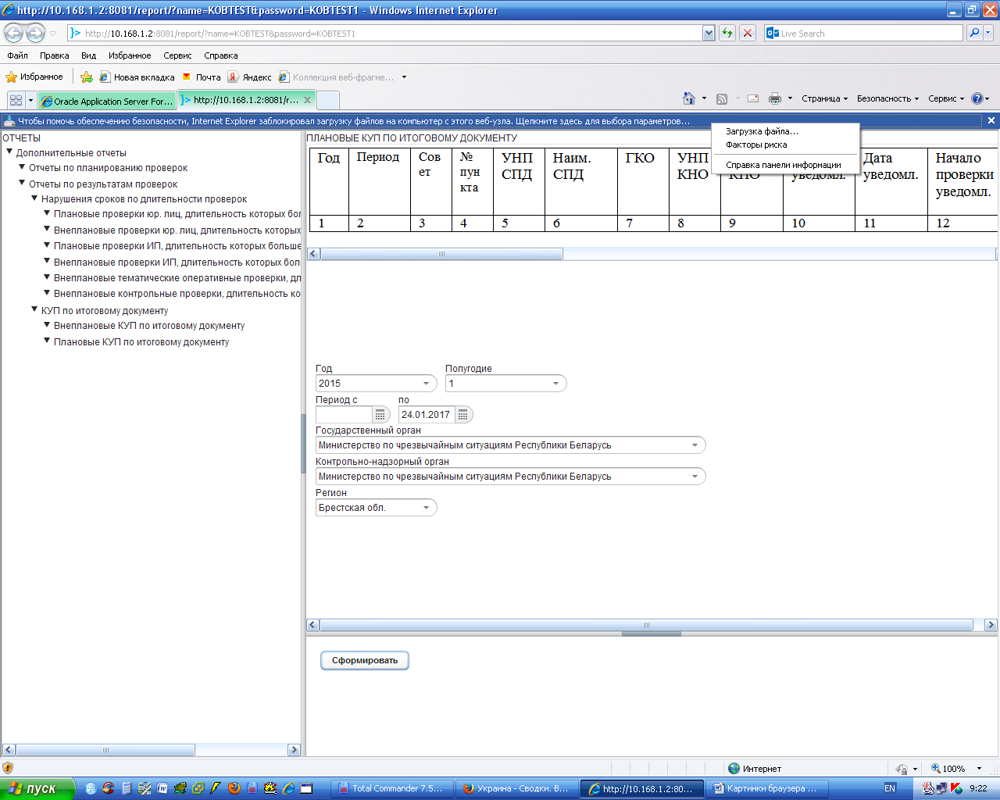 http://10.168.1.2:8081/report/?name=KOBTEST&password=KOBTEST1 - Windows Internet Explorer
http://10.168.1.2:8081/report/?name=KOBTEST&password=KOBTEST1
Live Search
Файл Правка Вид Избранное Сервис Справка
Избранное Новая вкладка Почта Яндекс Коллекция веб-фрагме...
Oracle Application Server For... http://10.168.1.2:8081/r... Страница Безопасность Сервис
Чтобы помочь обеспечению безопасности, Internet Explorer заблокировал загрузку файлов на компьютер с этого веб-узла. Щелкните здесь для выбора параметров...
Загрузка файла...
Факторы риска
Справка панели информации
ОТЧЕТЫ
Дополнительные отчеты
Отчеты по планированию проверок
Отчеты по результатам проверок
Нарушения сроков по длительности проверок
Плановые проверки юр. лиц, длительность которых бол
Внеплановые проверки юр. лиц, длительность которых
Плановые проверки ИП, длительность которых больше
Внеплановые проверки ИП, длительность которых бол
Внеплановые тематические оперативные проверки, дл
Внеплановые контрольные проверки, длительность ко
КУП по итоговому документу
Внеплановые КУП по итоговому документу
Плановые КУП по итоговому документу
ПЛАНОВЫЕ КУП ПО ИТОГОВОМУ ДОКУМЕНТУ
Год Период Сов ет № пун кта УНП СПД Наим. СПД ГКО УНП КНО КНО уведомл. Дата уведомл. Начало проверки уведомл.
1 2 3 4 5 6 7 8 9 10 11 12
Год Полугодие
2015 1
Период с по
24.01.2017
Государственный орган
Министерство по чрезвычайным ситуациям Республики Беларусь
Контрольно-надзорный орган
Министерство по чрезвычайным ситуациям Республики Беларусь
Регион
Брестская обл.
Сформировать
Интернет 100%
пуск Total Commander 7.5... Украина - Сводки. В... http://10.168.1.2:80... Картинки браузера ... EN 9:22